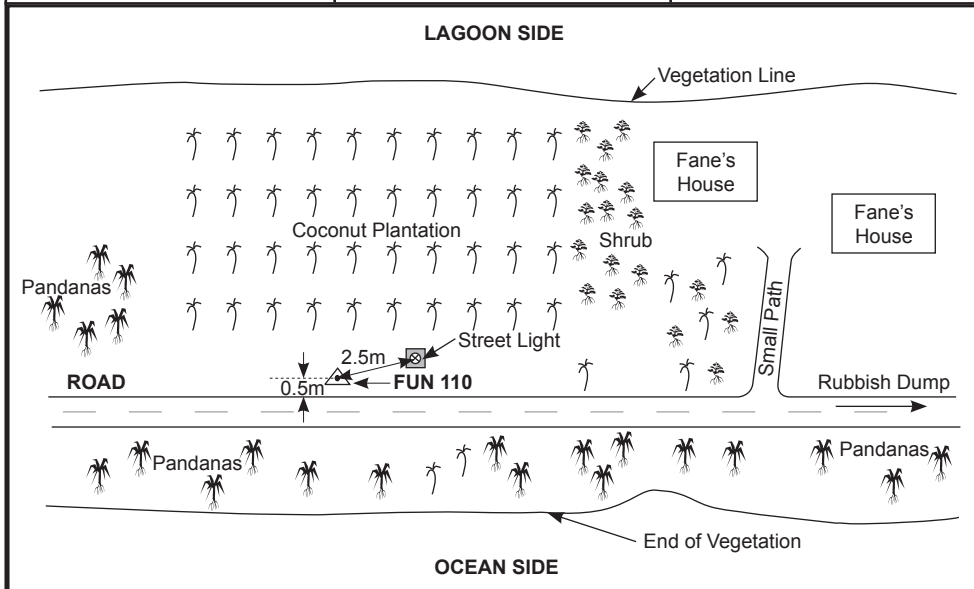 LAGOON SIDE
Vegetation Line
Fane's
House
Fane's
House
Coconut Plantation
Shrub
Pandanas
Small Path
Street Light
2.5m
ROAD
0.5m
FUN 110
Rubbish Dump
Pandanas
Pandanas
End of Vegetation
OCEAN SIDE